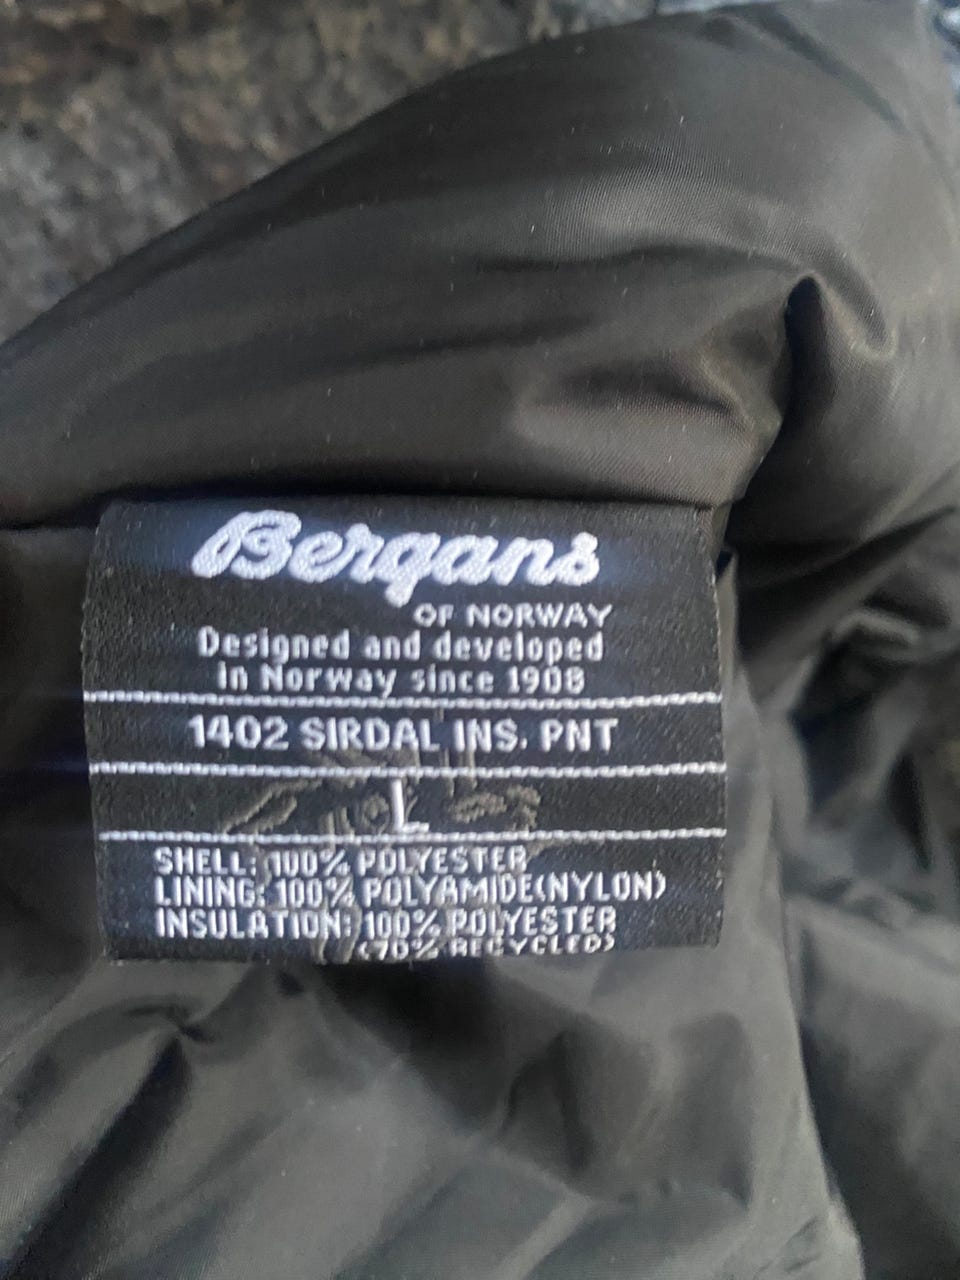 Bergans
OF NORWAY
Designed and developed
in Norway since 1908
1402 SIRDAL INS. PNT
L
SHELL: 100% POLYESTER
LINING: 100% POLYAMIDE(NYLON)
INSULATION: 100% POLYESTER
(70% RECYCLED)